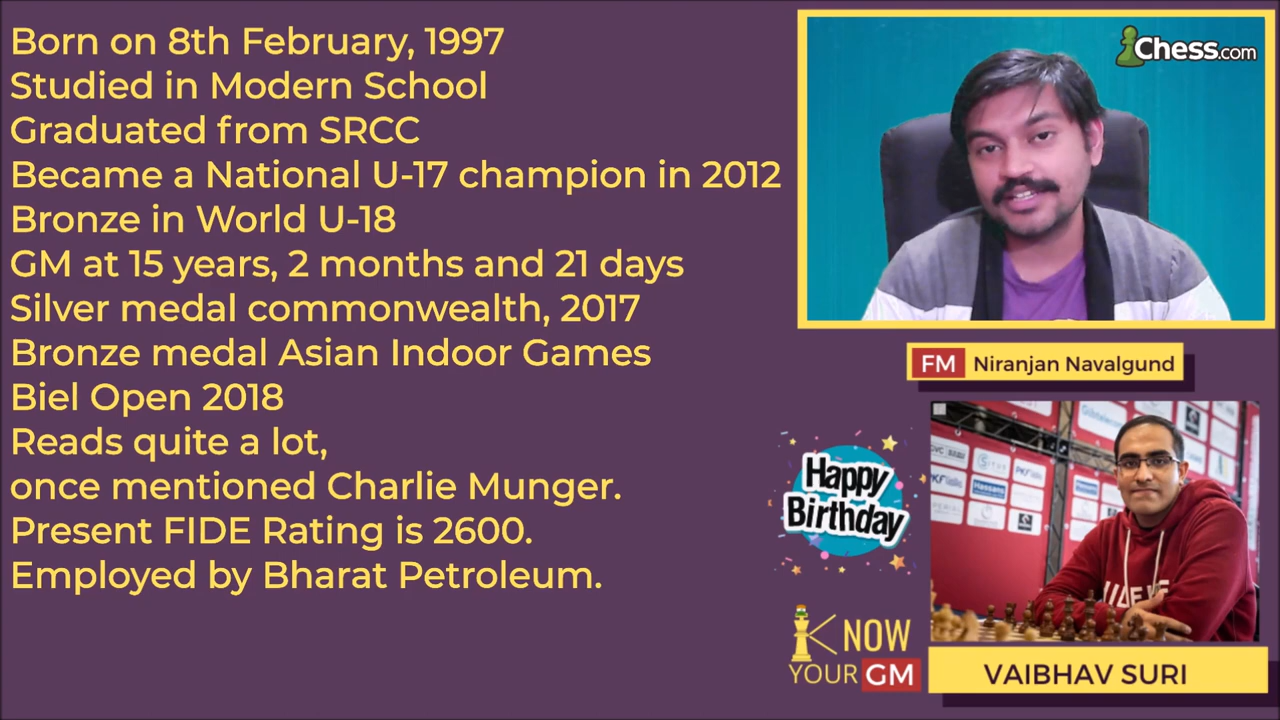 Born on 8th February, 1997
Studied in Modern School
Graduated from SRCC
Became a National U-17 champion in 2012
Bronze in World U-18
GM at 15 years, 2 months and 21 days
Silver medal commonwealth, 2017
Bronze medal Asian Indoor Games
Biel Open 2018
Reads quite a lot,
once mentioned Charlie Munger.
Present FIDE Rating is 2600.
Employed by Bharat Petroleum.
Chess.com
FM Niranjan Navalgund
Happy
Birthday
KNOW
YOUR GM
VAIBHAV SURI